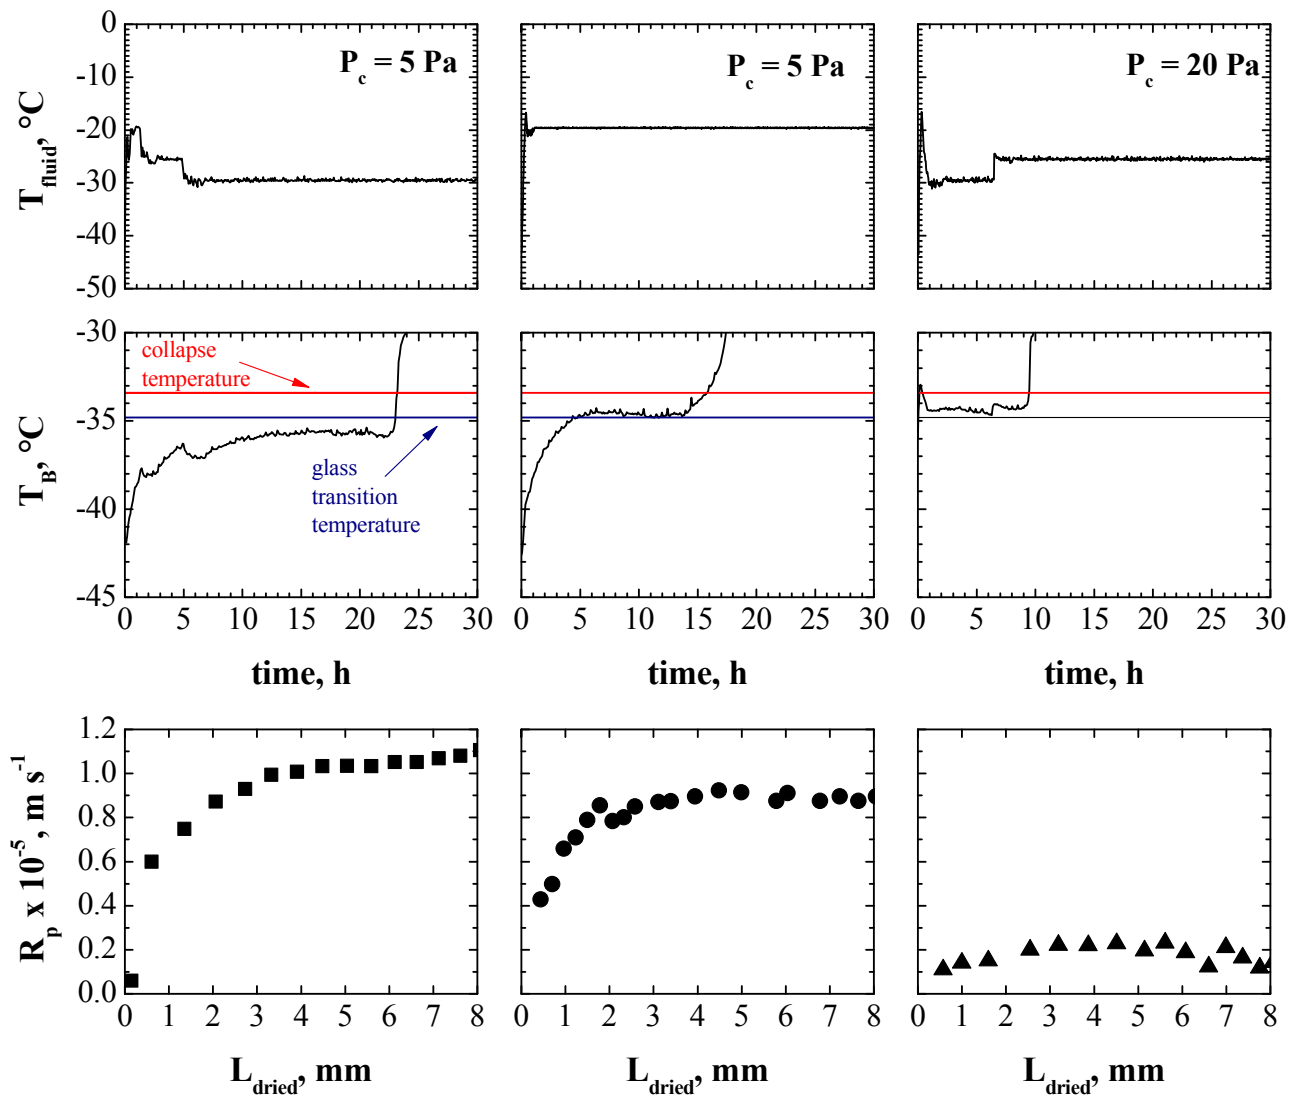 0
-10
-20
-30
-40
-50
T_fluid, °C
P_c = 5 Pa
P_c = 5 Pa
P_c = 20 Pa
-30
-35
-40
-45
T_B, °C
collapse
temperature
glass
transition
temperature
0 5 10 15 20 25 30
0 5 10 15 20 25 30
0 5 10 15 20 25 30
time, h
time, h
time, h
1.2
1.0
0.8
0.6
0.4
0.2
0.0
R_p x 10^-5, m s^-1
0 1 2 3 4 5 6 7 8
0 1 2 3 4 5 6 7 8
0 1 2 3 4 5 6 7 8
L_dried, mm
L_dried, mm
L_dried, mm